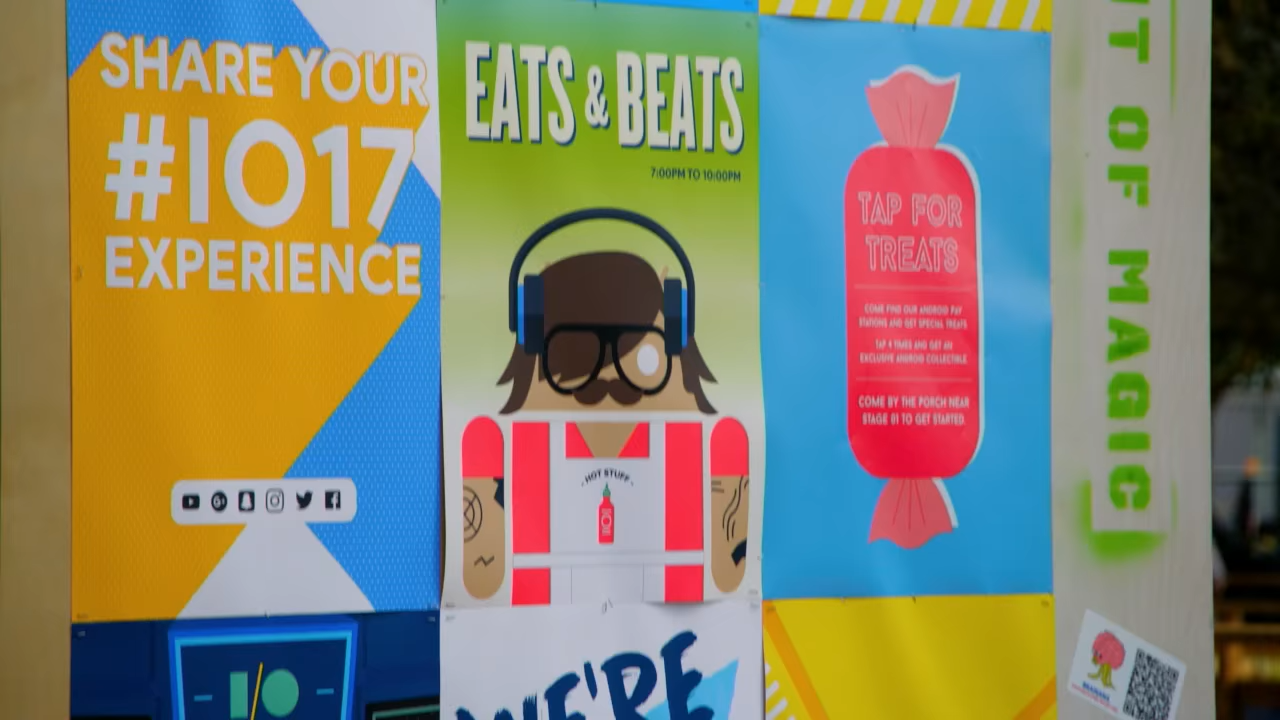 SHARE YOUR
#IO17
EXPERIENCE
EATS & BEATS
7:00PM TO 10:00PM
- HOT STUFF -
TAP FOR
TREATS
COME FIND OUR ANDROID PAY
STATIONS AND GET SPECIAL TREATS
TAP 4 TIMES AND GET AN
EXCLUSIVE ANDROID COLLECTIBLE
COME BY THE PORCH NEAR
STAGE 01 TO GET STARTED.
OF MAGIC
I/O
WE'RE